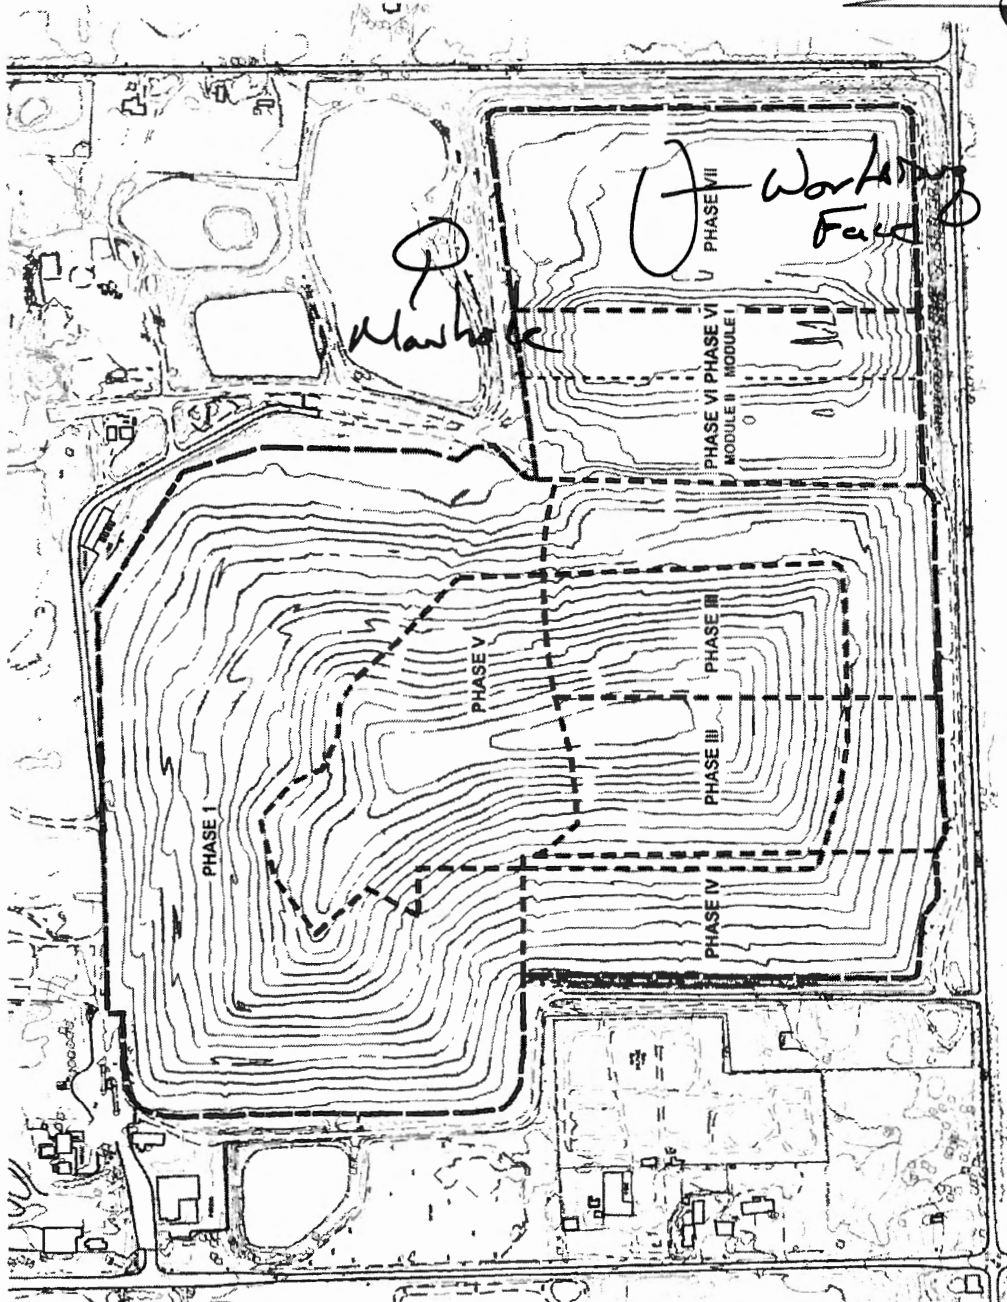 Working
Face
Manhole
PHASE VII
PHASE VI
MODULE I
PHASE VI
MODULE II
PHASE V
PHASE III
PHASE III
PHASE I
PHASE IV